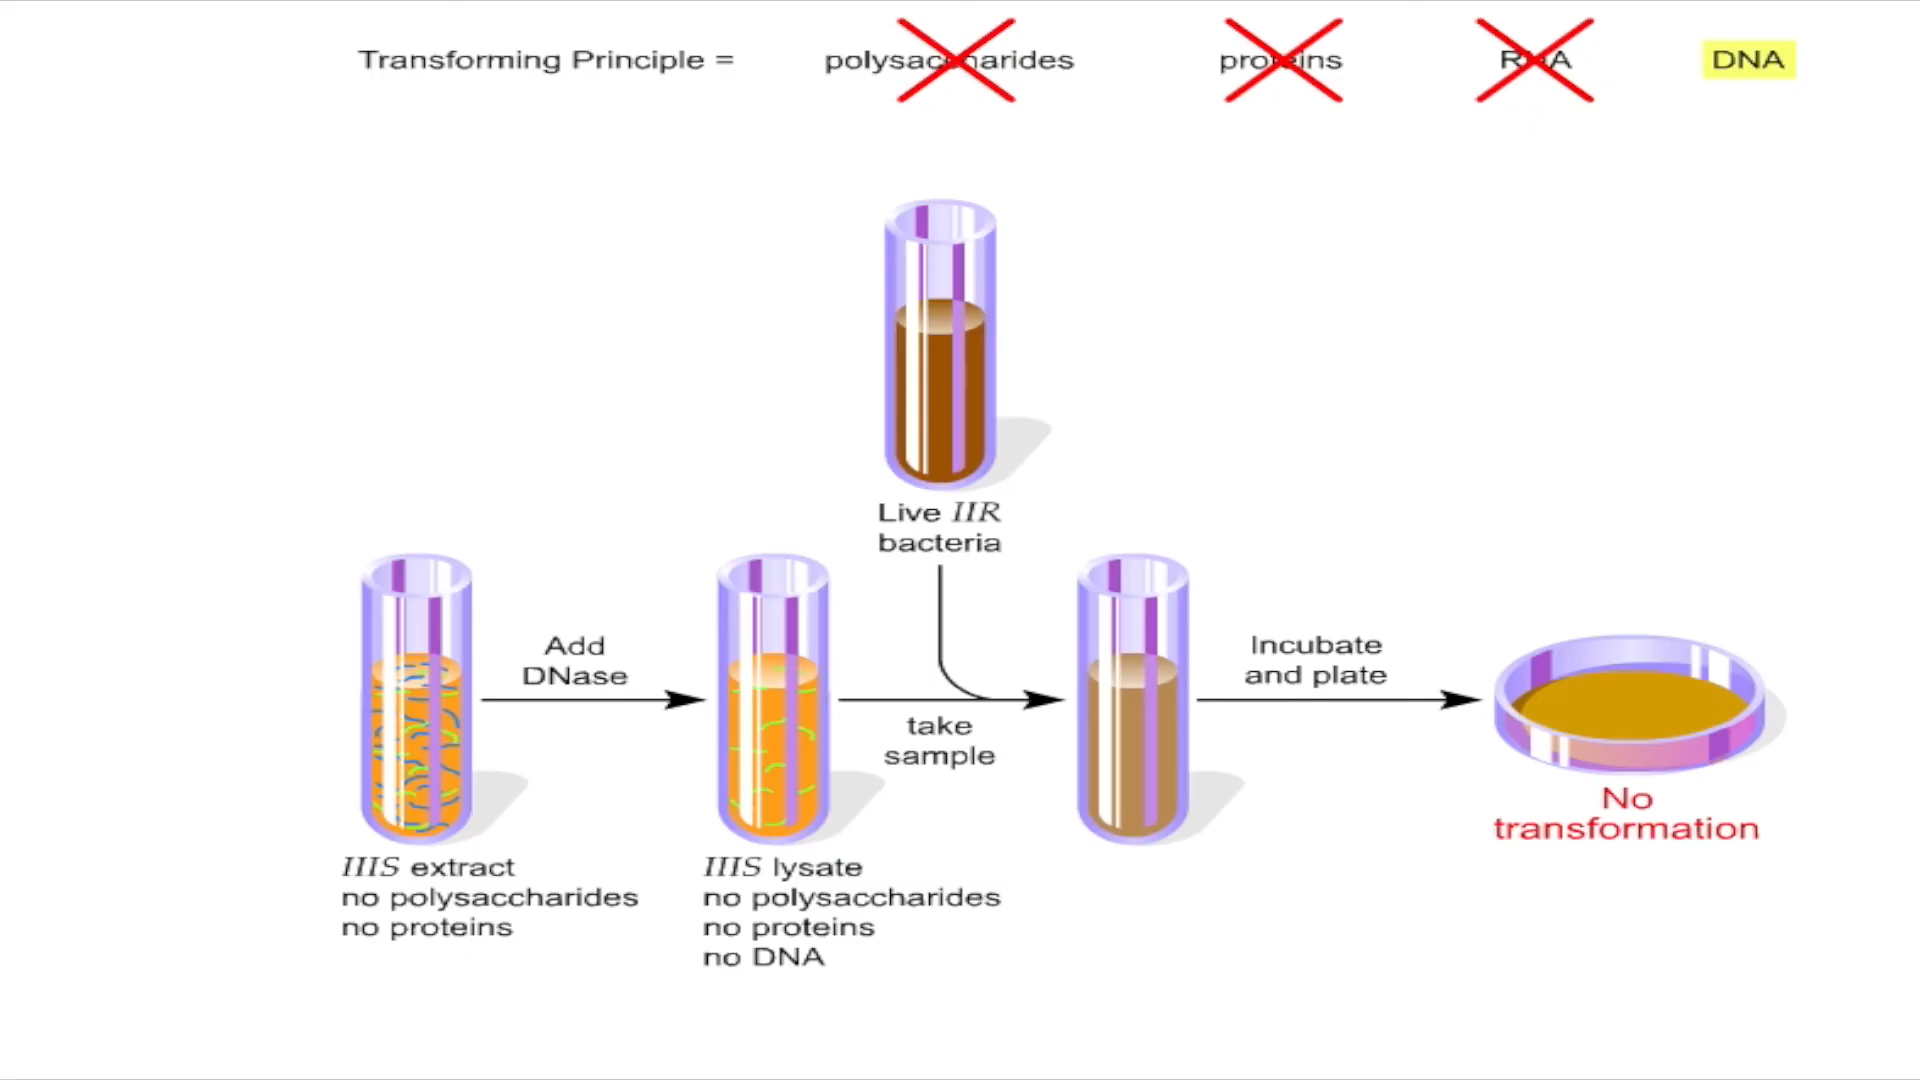 Transforming Principle = polysaccharides proteins RNA DNA
Live IIR
bacteria
Add
DNase
take
sample
Incubate
and plate
No
transformation
IIIS extract
no polysaccharides
no proteins
IIIS lysate
no polysaccharides
no proteins
no DNA